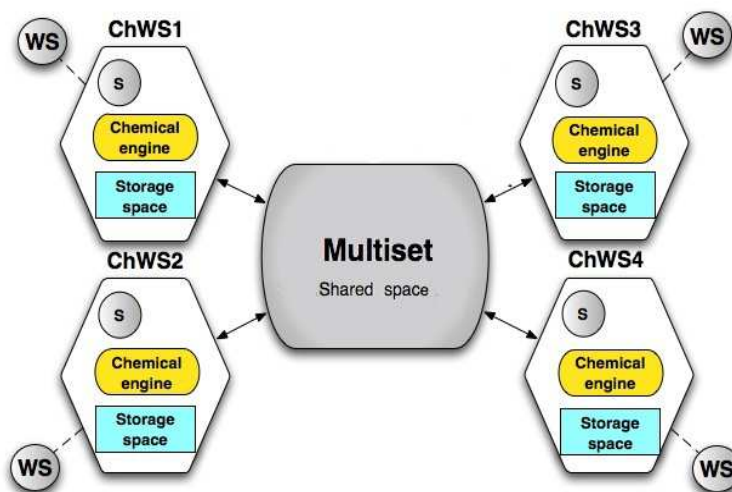 WS
ChWS1
S
Chemical
engine
Storage
space
ChWS3
WS
S
Chemical
engine
Storage
space
Multiset
Shared space
ChWS2
S
Chemical
engine
Storage
space
WS
ChWS4
S
Chemical
engine
Storage
space
WS